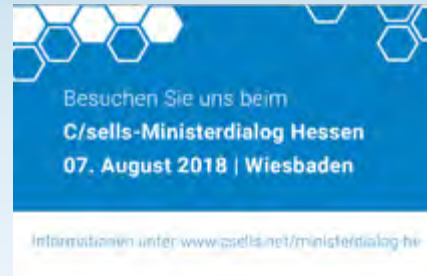 Besuchen Sie uns beim
C/sells-Ministerdialog Hessen
07. August 2018 | Wiesbaden
Informationen unter www.csells.net/ministerdialog-he